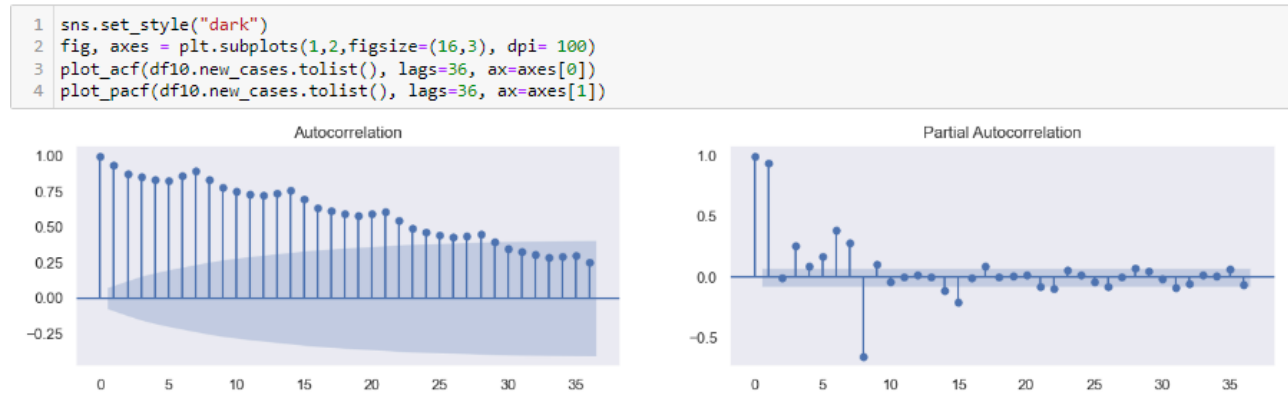 1 sns.set_style("dark")
2 fig, axes = plt.subplots(1,2,figsize=(16,3), dpi= 100)
3 plot_acf(df10.new_cases.tolist(), lags=36, ax=axes[0])
4 plot_pacf(df10.new_cases.tolist(), lags=36, ax=axes[1])
Autocorrelation
1.00
0.75
0.50
0.25
0.00
−0.25
0 5 10 15 20 25 30 35
Partial Autocorrelation
1.0
0.5
0.0
−0.5
0 5 10 15 20 25 30 35